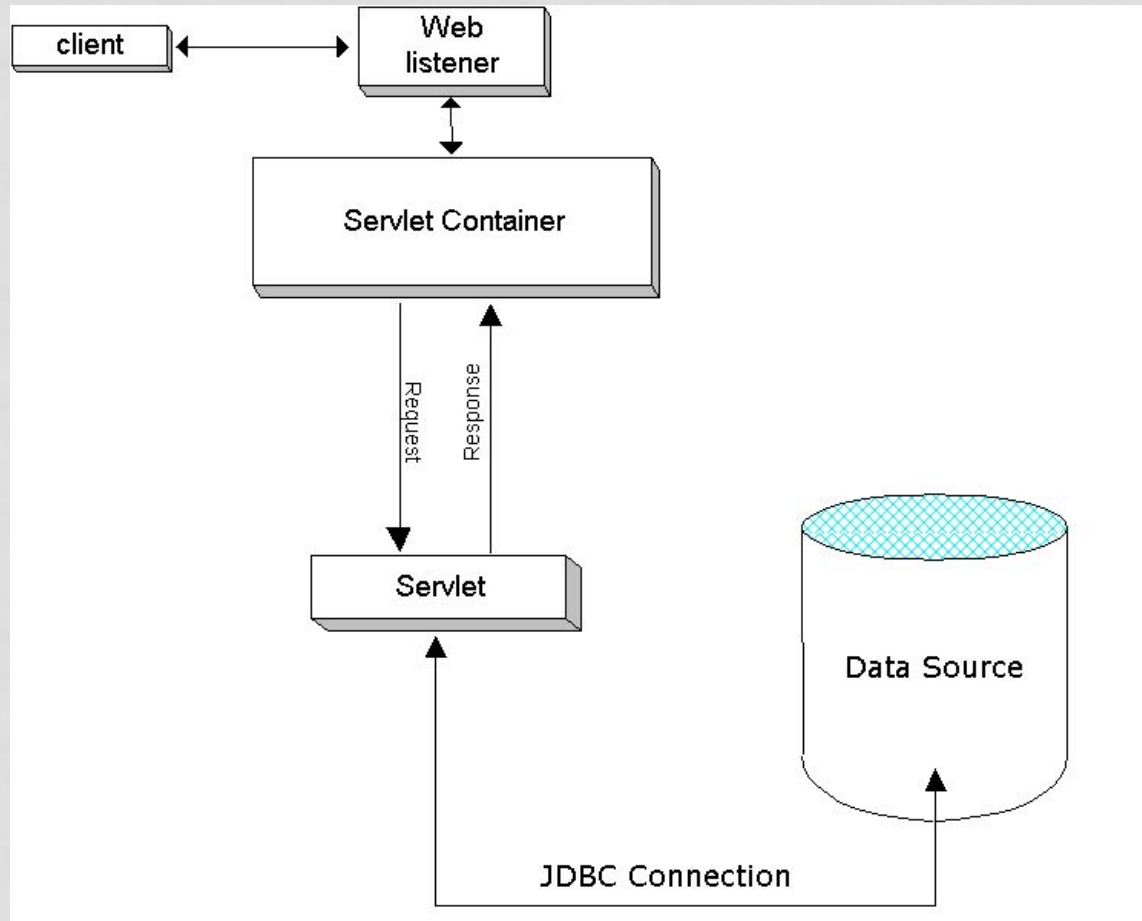 client
Web
listener
Servlet Container
Request
Response
Servlet
Data Source
JDBC Connection